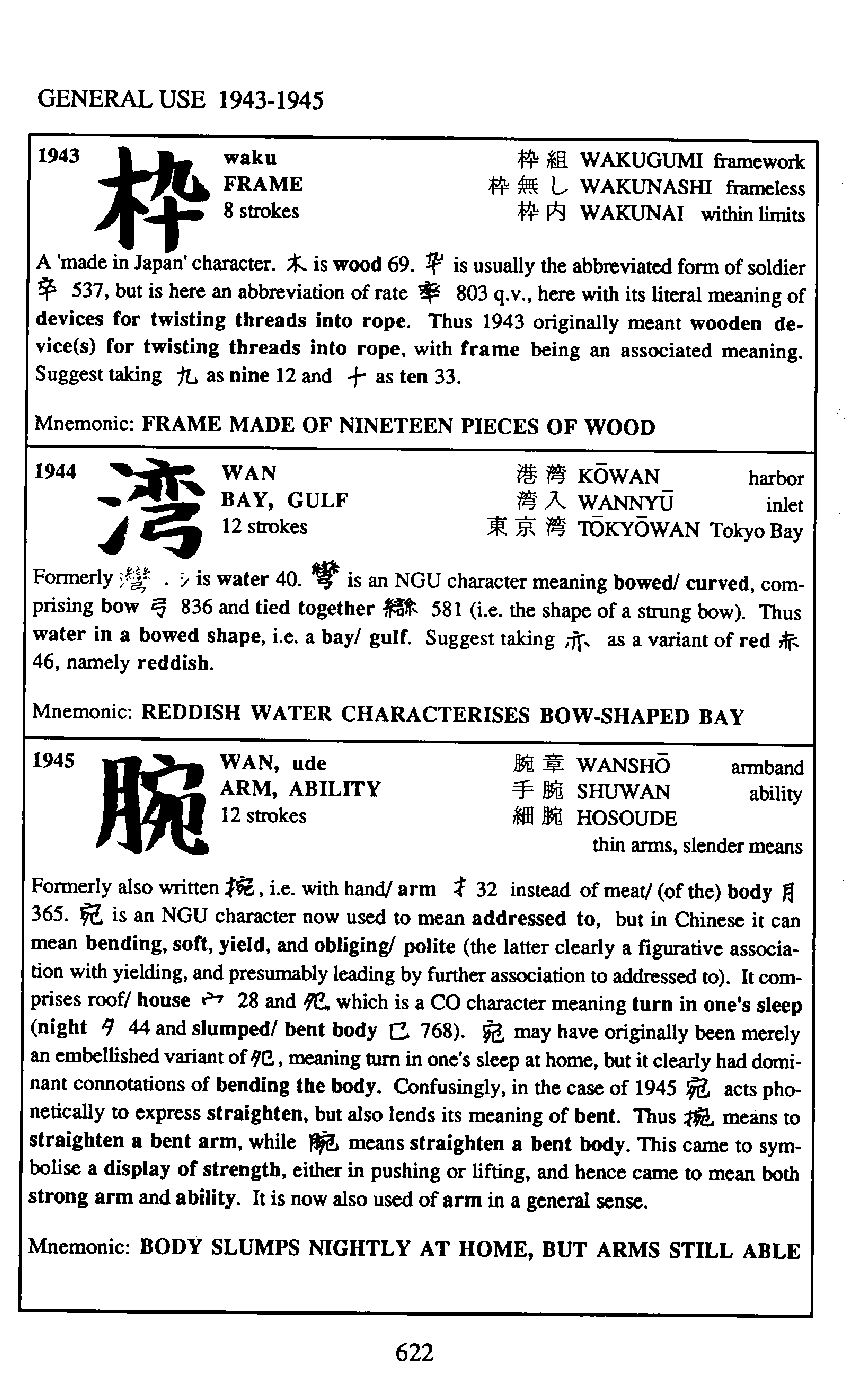 GENERAL USE 1943-1945
1943 枠 waku 枠組 WAKUGUMI framework
FRAME 枠無し WAKUNASHI frameless
8 strokes 枠内 WAKUNAI within limits
A 'made in Japan' character. 木 is wood 69. 卆 is usually the abbreviated form of soldier
卒 537, but is here an abbreviation of rate 率 803 q.v., here with its literal meaning of
devices for twisting threads into rope. Thus 1943 originally meant wooden de-
vice(s) for twisting threads into rope, with frame being an associated meaning.
Suggest taking 九 as nine 12 and 十 as ten 33.
Mnemonic: FRAME MADE OF NINETEEN PIECES OF WOOD
1944 湾 WAN 港湾 KŌWAN harbor
BAY, GULF 湾入 WANNYŪ inlet
12 strokes 東京湾 TŌKYŌWAN Tokyo Bay
Formerly 灣. 氵 is water 40. 彎 is an NGU character meaning bowed/ curved, com-
prising bow 弓 836 and tied together 䜌 581 (i.e. the shape of a strung bow). Thus
water in a bowed shape, i.e. a bay/ gulf. Suggest taking 亦 as a variant of red 赤
46, namely reddish.
Mnemonic: REDDISH WATER CHARACTERISES BOW-SHAPED BAY
1945 腕 WAN, ude 腕章 WANSHŌ armband
ARM, ABILITY 手腕 SHUWAN ability
12 strokes 細腕 HOSOUDE
thin arms, slender means
Formerly also written 捥, i.e. with hand/ arm 扌 32 instead of meat/ (of the) body 月
365. 宛 is an NGU character now used to mean addressed to, but in Chinese it can
mean bending, soft, yield, and obliging/ polite (the latter clearly a figurative associa-
tion with yielding, and presumably leading by further association to addressed to). It com-
prises roof/ house 宀 28 and 夗, which is a CO character meaning turn in one's sleep
(night 夕 44 and slumped/ bent body 㔾 768). 宛 may have originally been merely
an embellished variant of 夗, meaning turn in one's sleep at home, but it clearly had domi-
nant connotations of bending the body. Confusingly, in the case of 1945 宛 acts pho-
netically to express straighten, but also lends its meaning of bent. Thus 捥 means to
straighten a bent arm, while 腕 means straighten a bent body. This came to sym-
bolise a display of strength, either in pushing or lifting, and hence came to mean both
strong arm and ability. It is now also used of arm in a general sense.
Mnemonic: BODY SLUMPS NIGHTLY AT HOME, BUT ARMS STILL ABLE
622